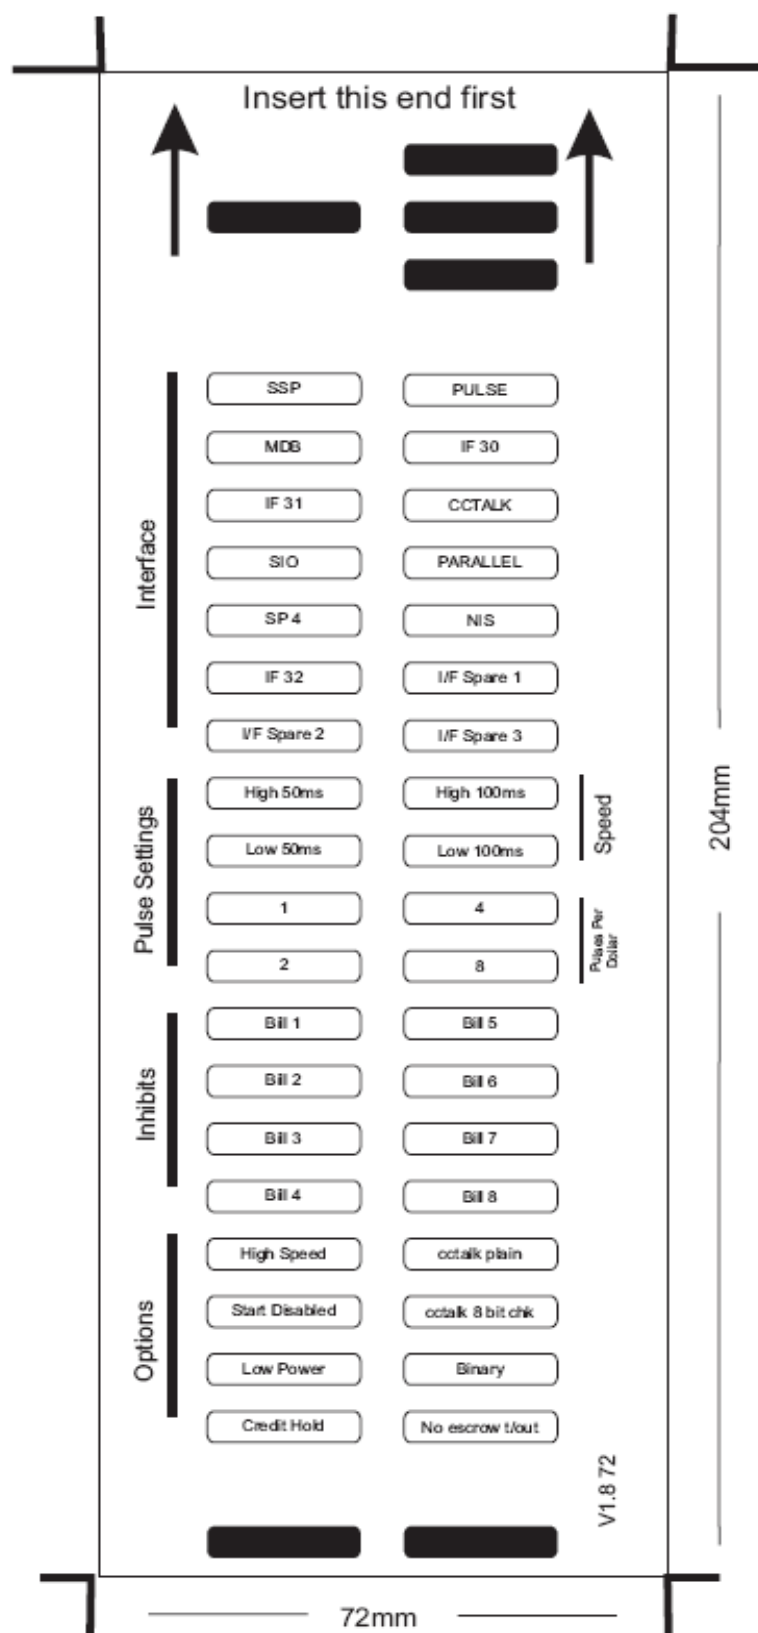 Insert this end first
Interface
SSP
PULSE
MDB
IF 30
IF 31
CCTALK
SIO
PARALLEL
SP 4
NIS
IF 32
I/F Spare 1
I/F Spare 2
I/F Spare 3
Pulse Settings
High 50ms
High 100ms
Speed
Low 50ms
Low 100ms
1
4
Pulses Per
Dollar
2
8
Inhibits
Bill 1
Bill 5
Bill 2
Bill 6
Bill 3
Bill 7
Bill 4
Bill 8
Options
High Speed
cctalk plain
Start Disabled
cctalk 8 bit chk
Low Power
Binary
Credit Hold
No escrow t/out
V1.8 72
204mm
72mm